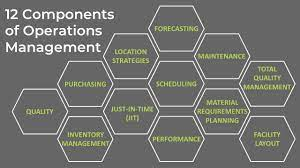 12 Components
of Operations
Management
FORECASTING
LOCATION
STRATEGIES
MAINTENANCE
PURCHASING
SCHEDULING
TOTAL
QUALITY
MANAGEMENT
QUALITY
JUST-IN-TIME
(JIT)
MATERIAL
REQUIREMENTS
PLANNING
INVENTORY
MANAGEMENT
PERFORMANCE
FACILITY
LAYOUT